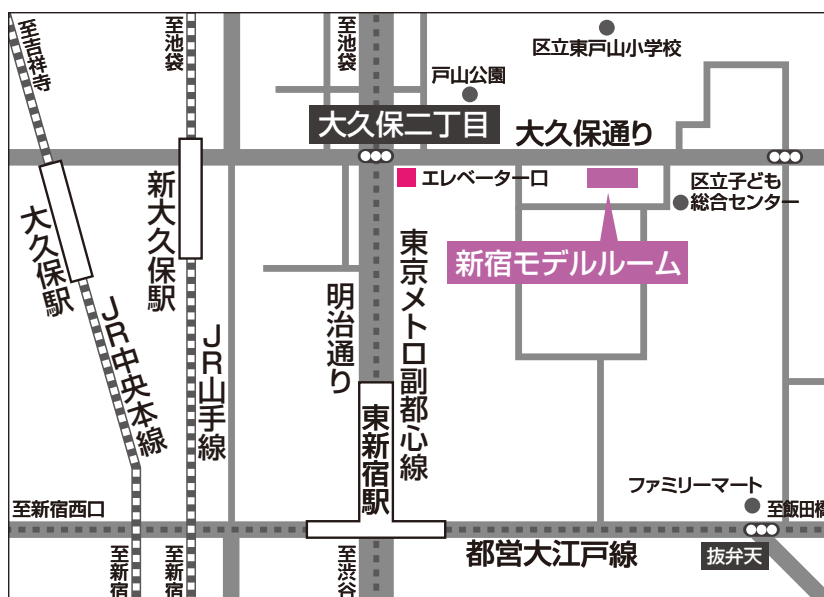 至吉祥寺
至池袋
至池袋
区立東戸山小学校
戸山公園
大久保二丁目
大久保通り
エレベーター口
区立子ども
総合センター
新宿モデルルーム
大久保駅
新大久保駅
JR中央本線
JR山手線
明治通り
東京メトロ副都心線
東新宿駅
ファミリーマート
至新宿西口
至飯田橋
都営大江戸線
抜弁天
至新宿
至新宿
至渋谷